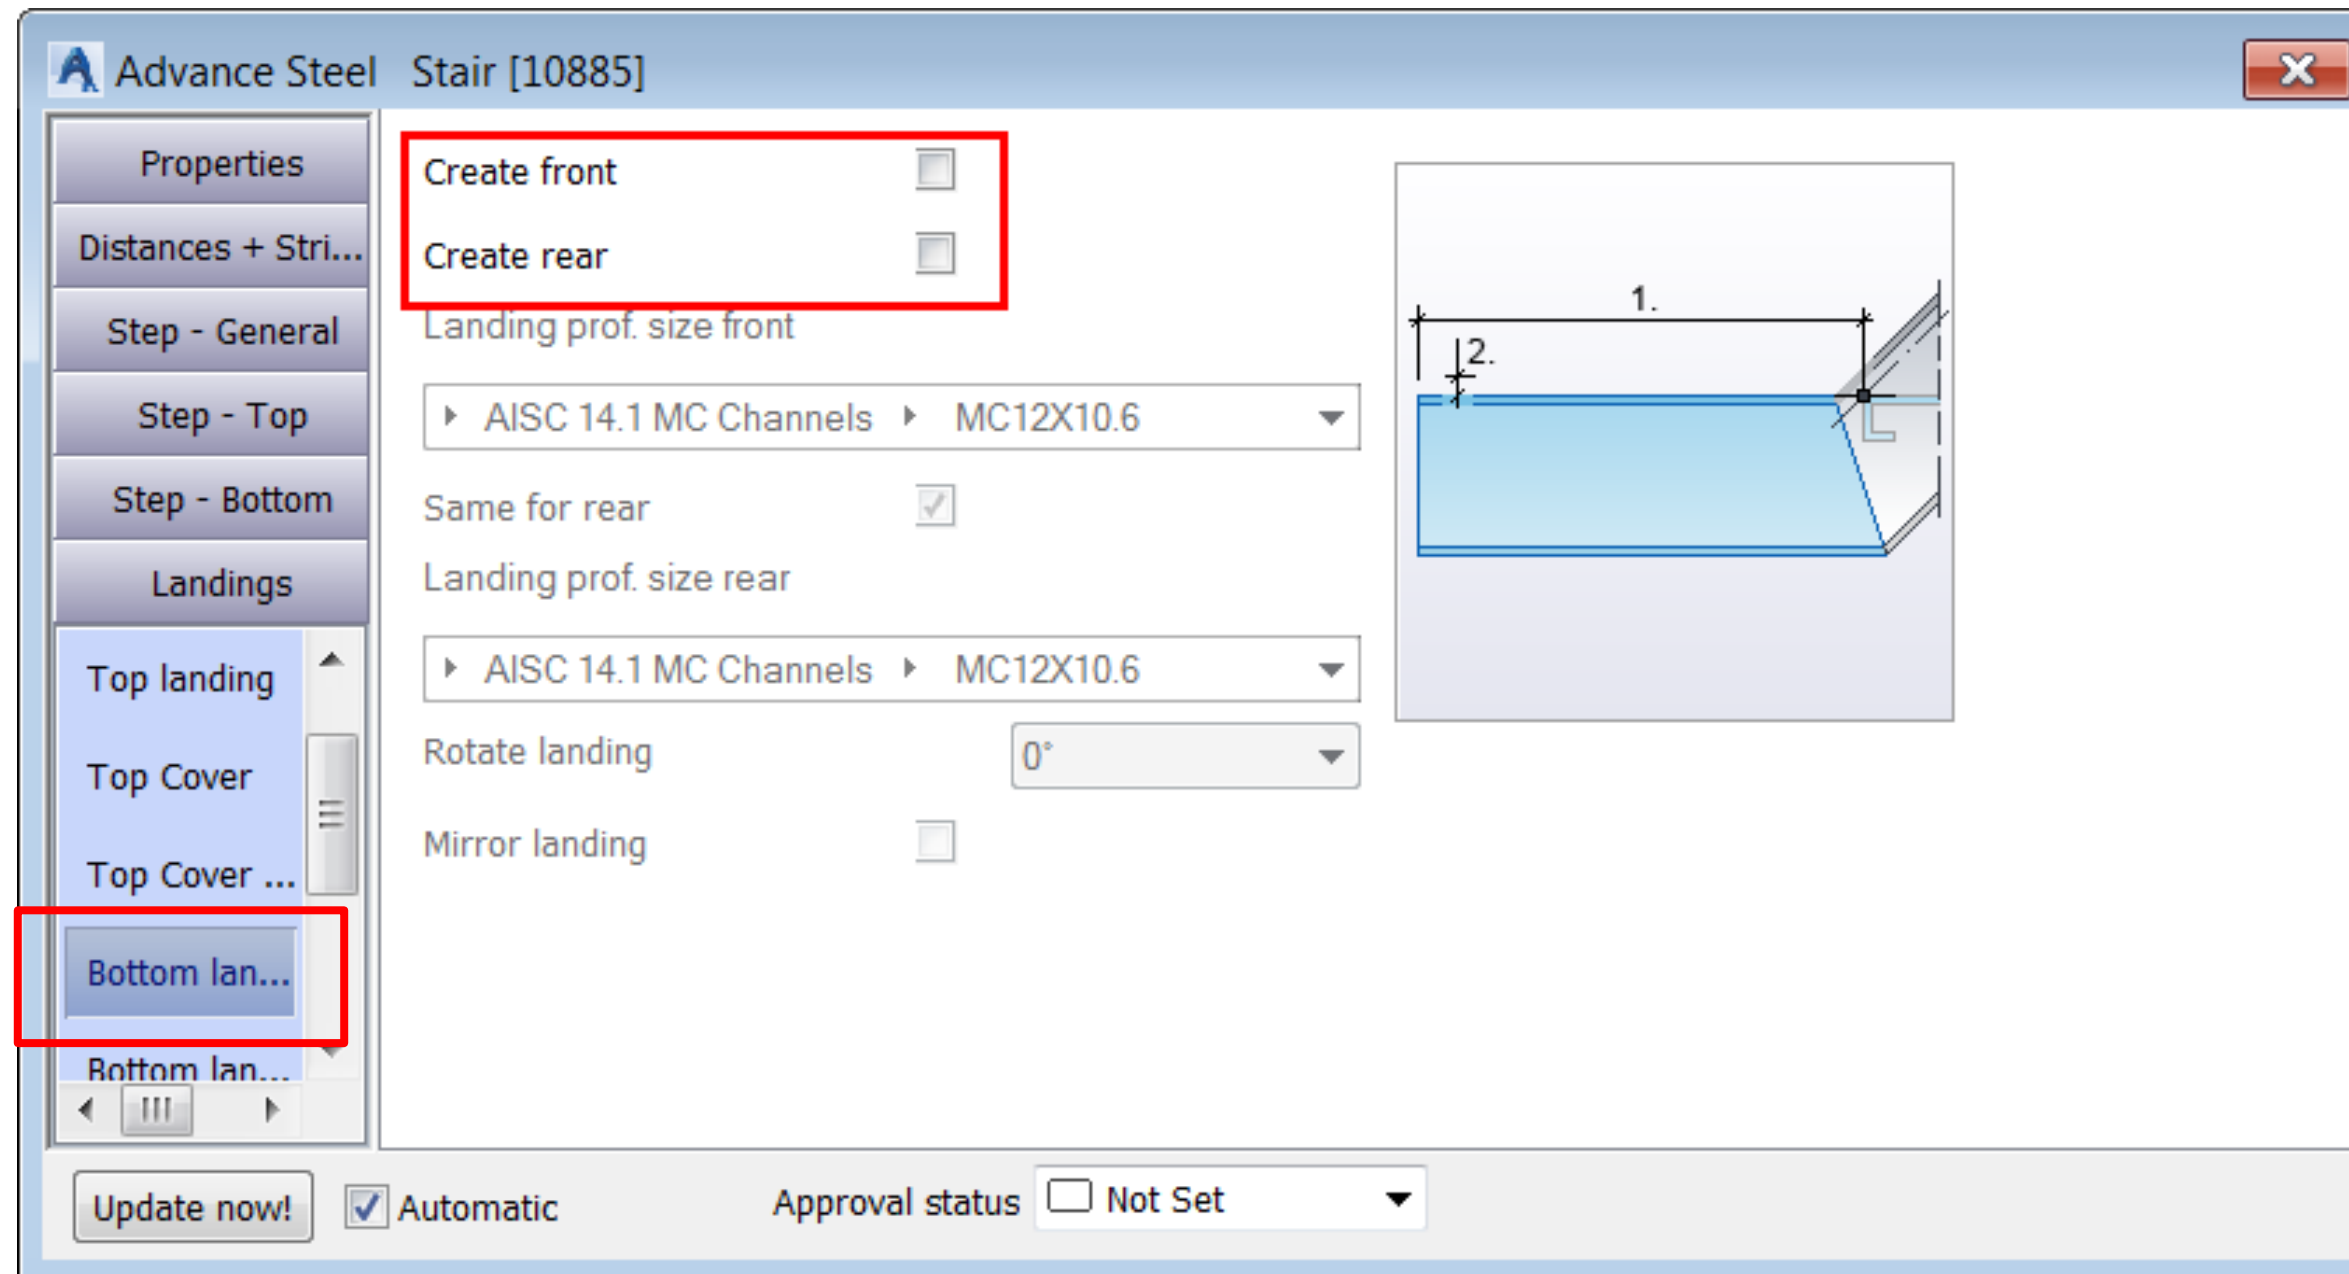 Advance Steel Stair [10885]
Properties
Distances + Stri...
Step - General
Step - Top
Step - Bottom
Landings
Top landing
Top Cover
Top Cover ...
Bottom lan...
Bottom lan...
Create front
Create rear
Landing prof. size front
AISC 14.1 MC Channels MC12X10.6
Same for rear
Landing prof. size rear
AISC 14.1 MC Channels MC12X10.6
Rotate landing 0°
Mirror landing
1.
2.
Update now! Automatic Approval status Not Set